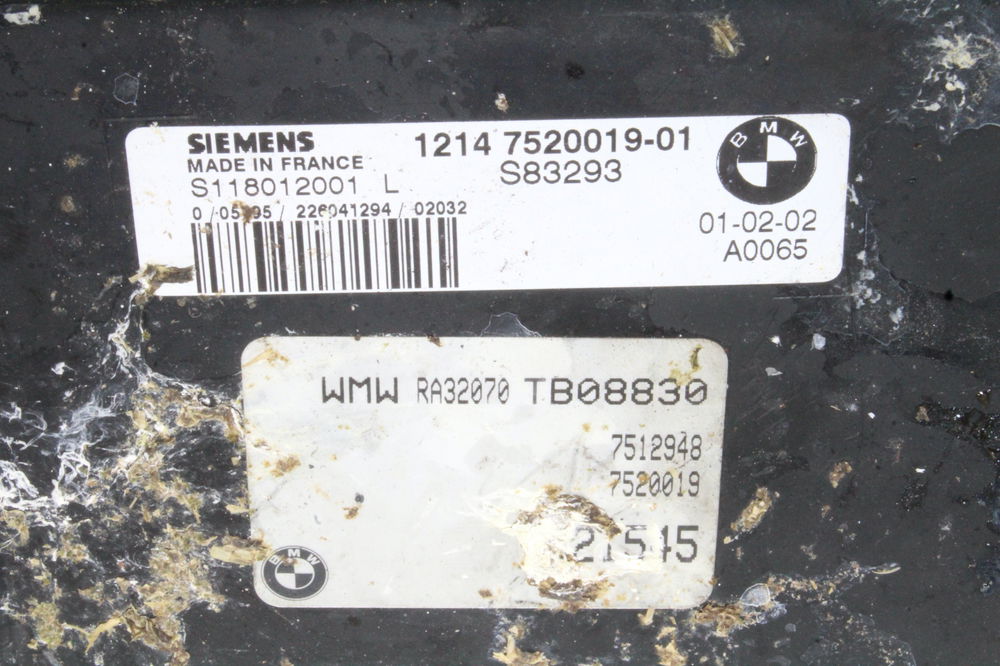 SIEMENS 1214 7520019-01 BMW
MADE IN FRANCE S83293
S118012001 L
01-02-02
A0065
WMW RA32070 TB08830
7512948
7520019
BMW